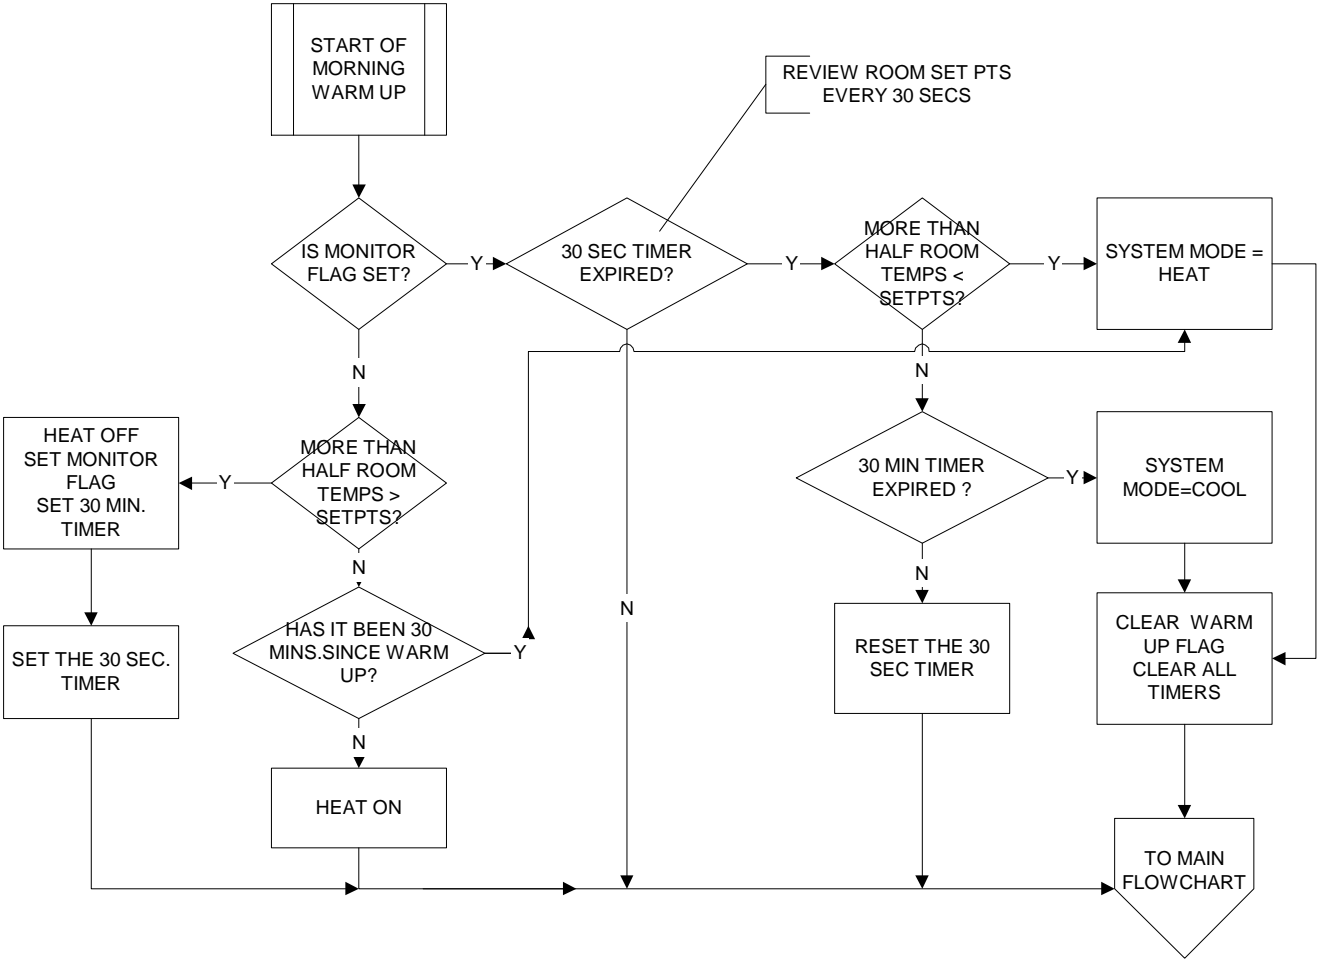 START OF
MORNING
WARM UP
REVIEW ROOM SET PTS
EVERY 30 SECS
IS MONITOR
FLAG SET?
Y
30 SEC TIMER
EXPIRED?
Y
MORE THAN
HALF ROOM
TEMPS <
SETPTS?
Y
SYSTEM MODE =
HEAT
N
N
HEAT OFF
SET MONITOR
FLAG
SET 30 MIN.
TIMER
Y
MORE THAN
HALF ROOM
TEMPS >
SETPTS?
30 MIN TIMER
EXPIRED ?
Y
SYSTEM
MODE=COOL
N
N
N
SET THE 30 SEC.
TIMER
HAS IT BEEN 30
MINS.SINCE WARM
UP?
Y
RESET THE 30
SEC TIMER
CLEAR WARM
UP FLAG
CLEAR ALL
TIMERS
N
HEAT ON
TO MAIN
FLOWCHART